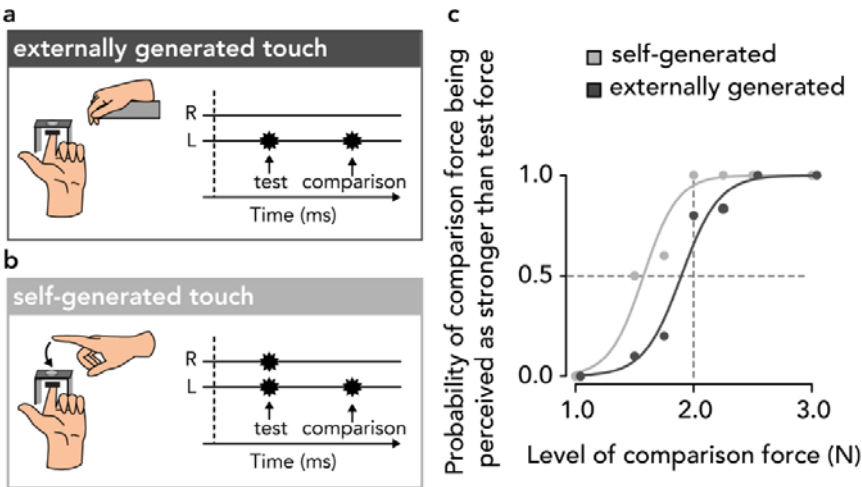 a
externally generated touch
R
L
test comparison
Time (ms)
b
self-generated touch
R
L
test comparison
Time (ms)
c
Probability of comparison force being
perceived as stronger than test force
self-generated
externally generated
1.0
0.5
0.0
1.0 2.0 3.0
Level of comparison force (N)